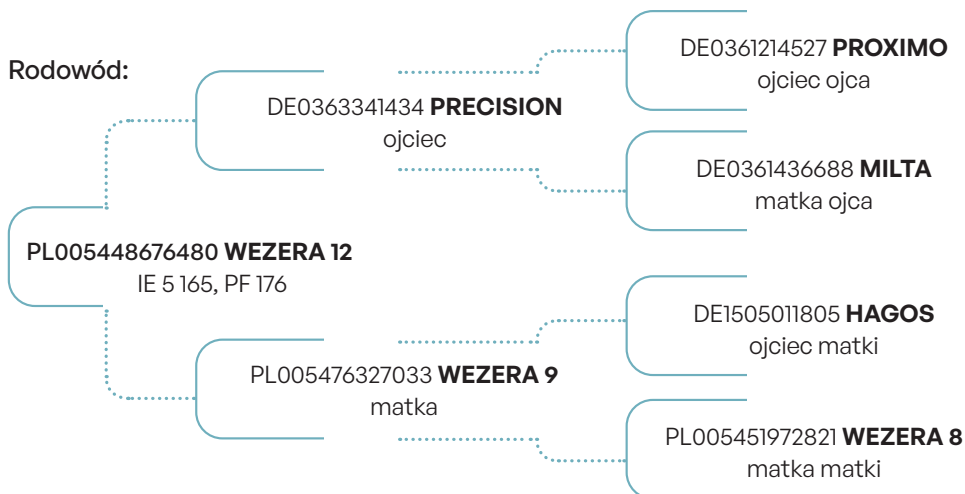 Rodowód:
DE0361214527 PROXIMO
ojciec ojca
DE0363341434 PRECISION
ojciec
DE0361436688 MILTA
matka ojca
PL005448676480 WEZERA 12
IE 5 165, PF 176
DE1505011805 HAGOS
ojciec matki
PL005476327033 WEZERA 9
matka
PL005451972821 WEZERA 8
matka matki